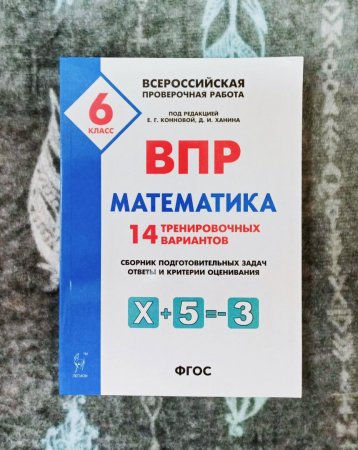 ВСЕРОССИЙСКАЯ
ПРОВЕРОЧНАЯ РАБОТА
6
КЛАСС
ПОД РЕДАКЦИЕЙ
Е. Г. КОННОВОЙ, Д. И. ХАНИНА
ВПР
МАТЕМАТИКА
14 ТРЕНИРОВОЧНЫХ
ВАРИАНТОВ
СБОРНИК ПОДГОТОВИТЕЛЬНЫХ ЗАДАЧ
ОТВЕТЫ И КРИТЕРИИ ОЦЕНИВАНИЯ
X+5=-3
ЛЕГИОН
ФГОС